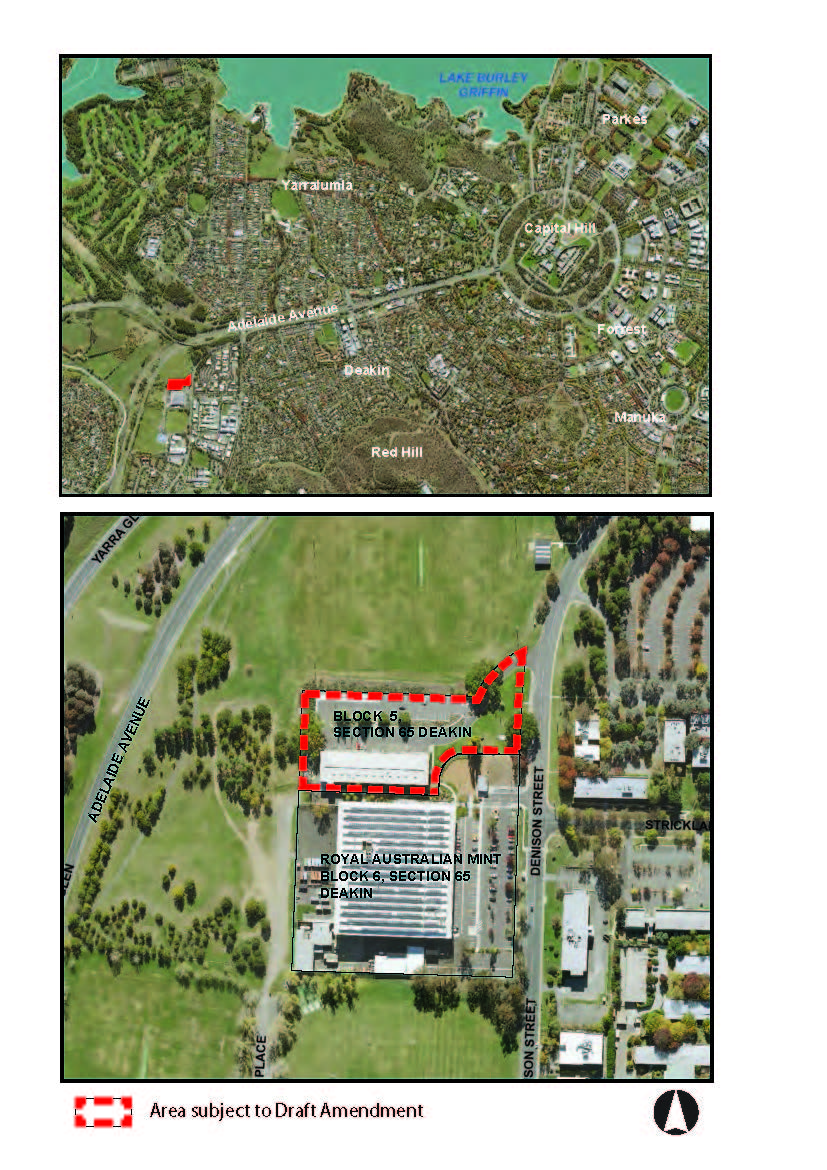 LAKE BURLEY
GRIFFIN
Parkes
Yarralumla
Capital Hill
Adelaide Avenue
Forrest
Deakin
Manuka
Red Hill
YARRA GL
ADELAIDE AVENUE
BLOCK 5,
SECTION 65 DEAKIN
DENISON STREET
STRICKLA
ROYAL AUSTRALIAN MINT
BLOCK 6, SECTION 65
DEAKIN
LEN
PLACE
SON STREET
Area subject to Draft Amendment